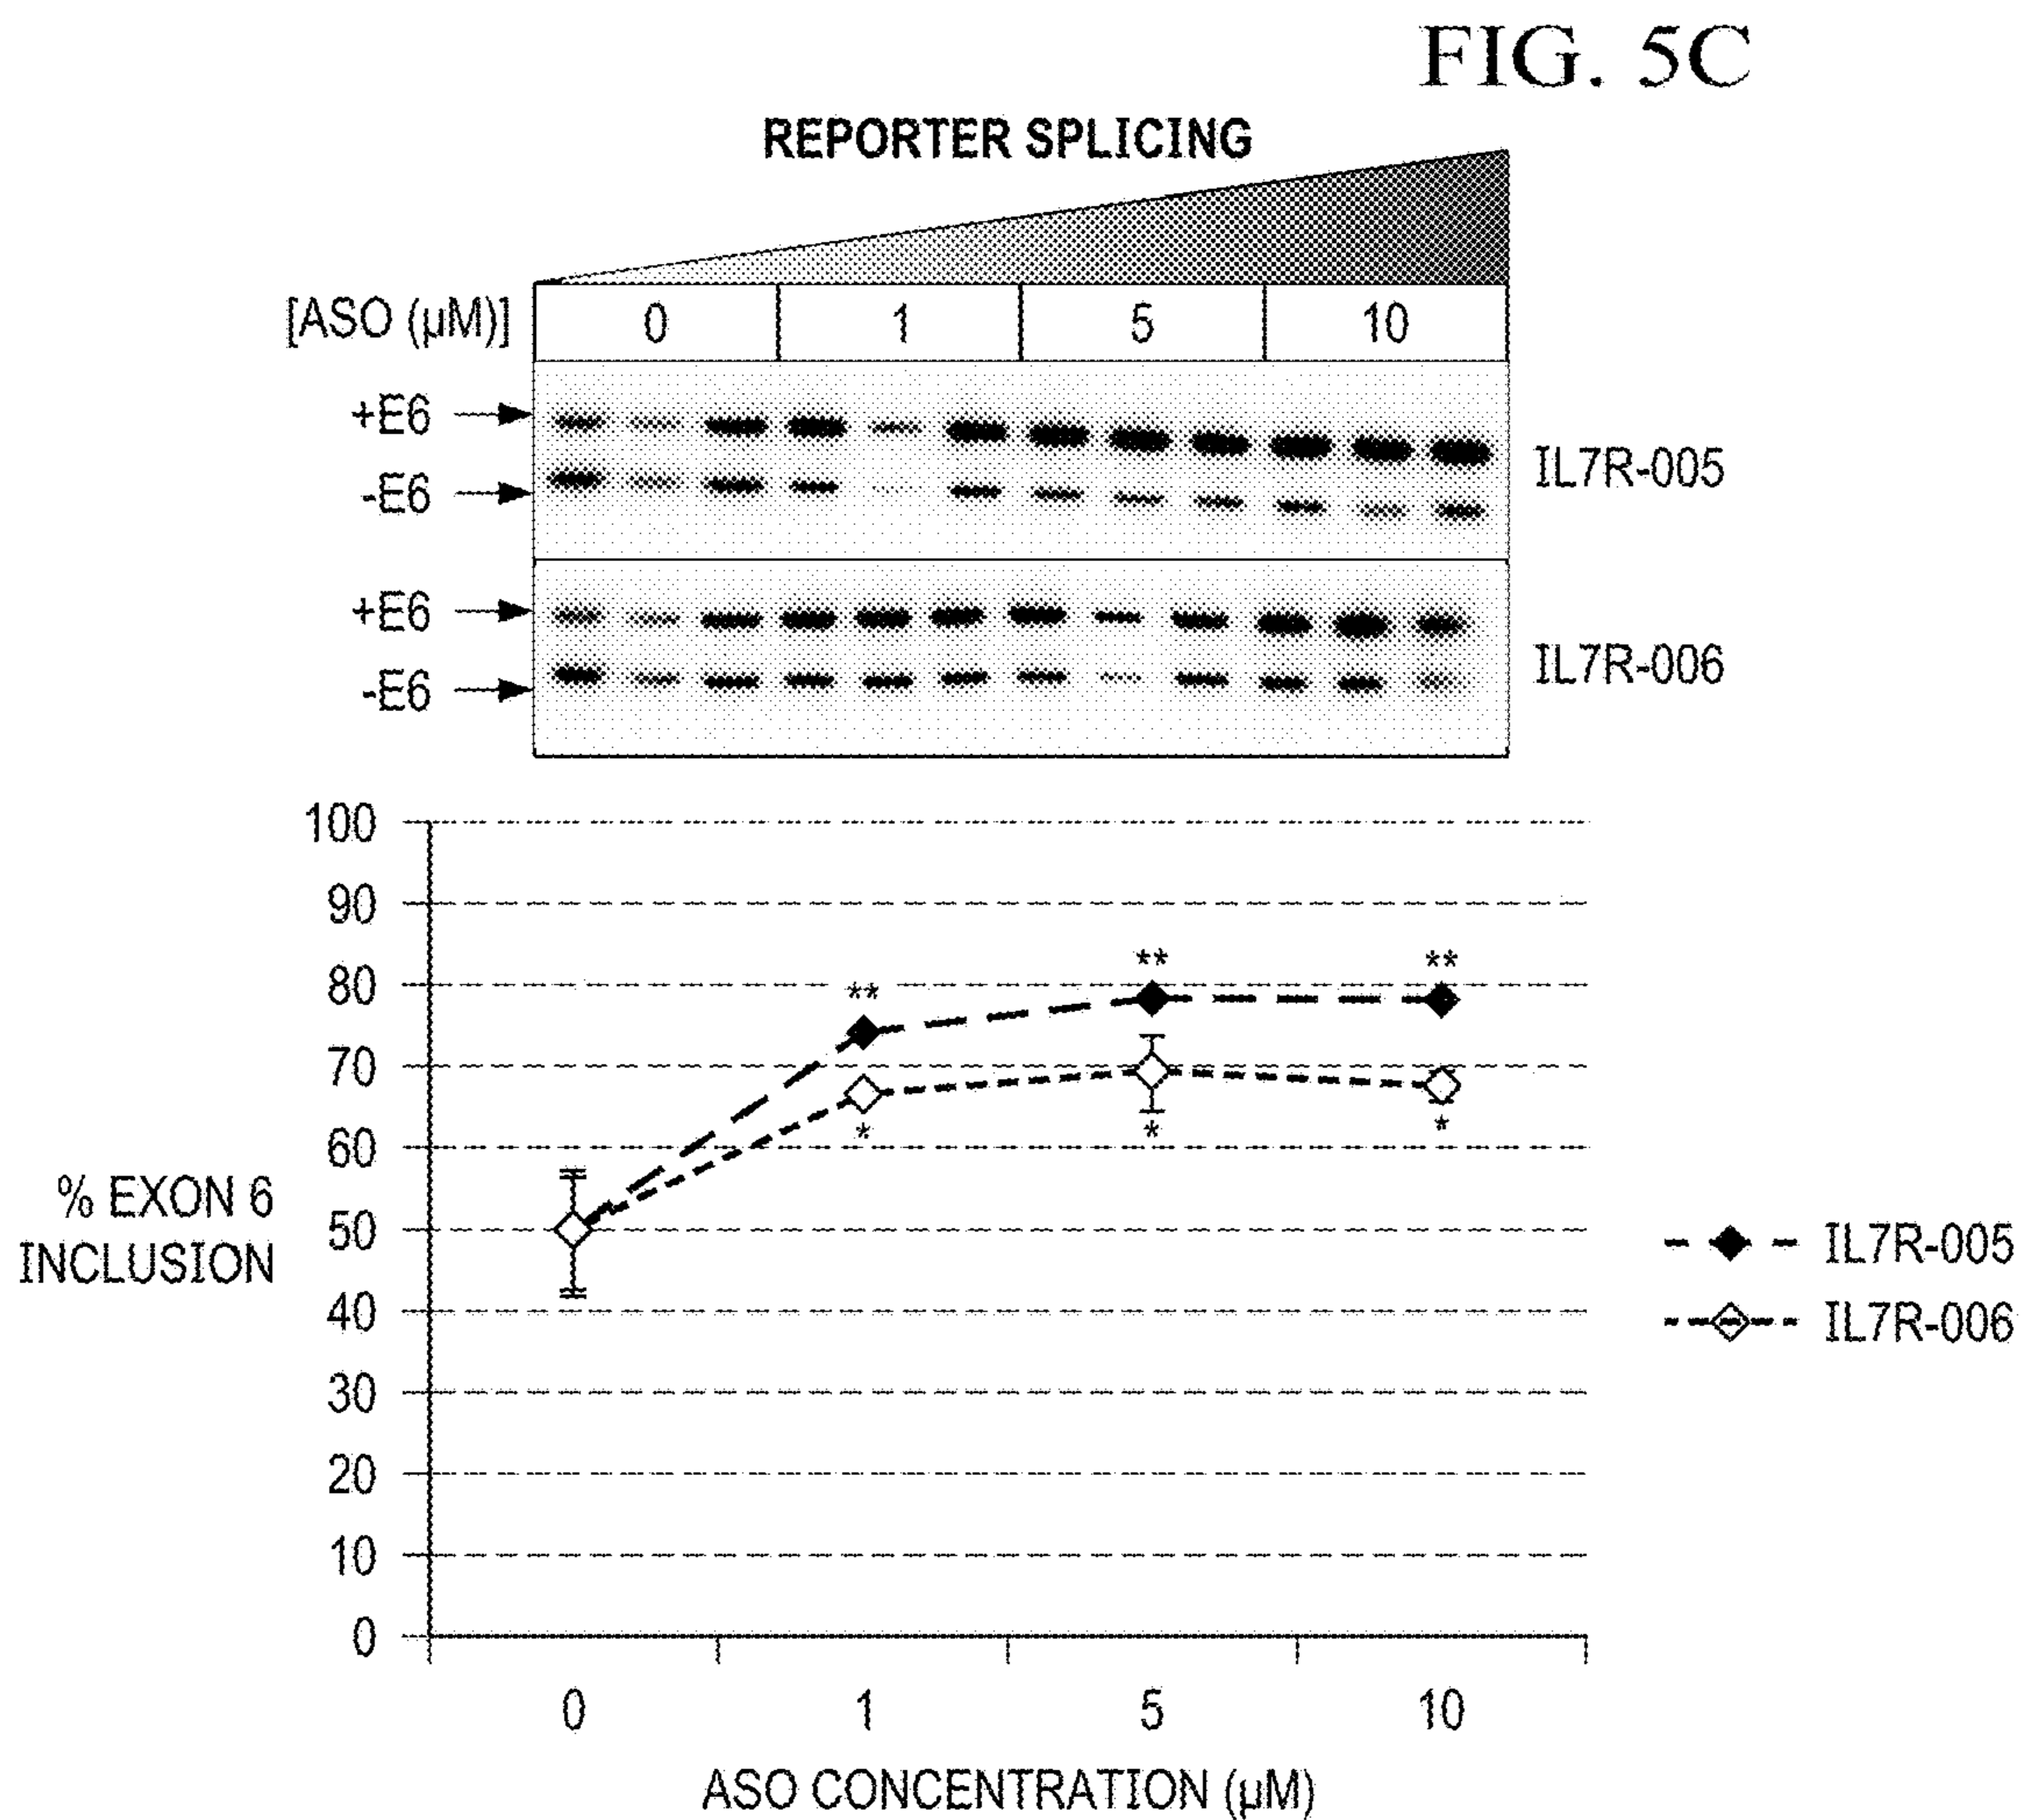 FIG. 5C
REPORTER SPLICING
[ASO (µM)] 0 1 5 10
+E6
-E6
IL7R-005
+E6
-E6
IL7R-006
100
90
80
70
60
50
40
30
20
10
0
** ** **
* * *
% EXON 6
INCLUSION
IL7R-005
IL7R-006
0 1 5 10
ASO CONCENTRATION (µM)